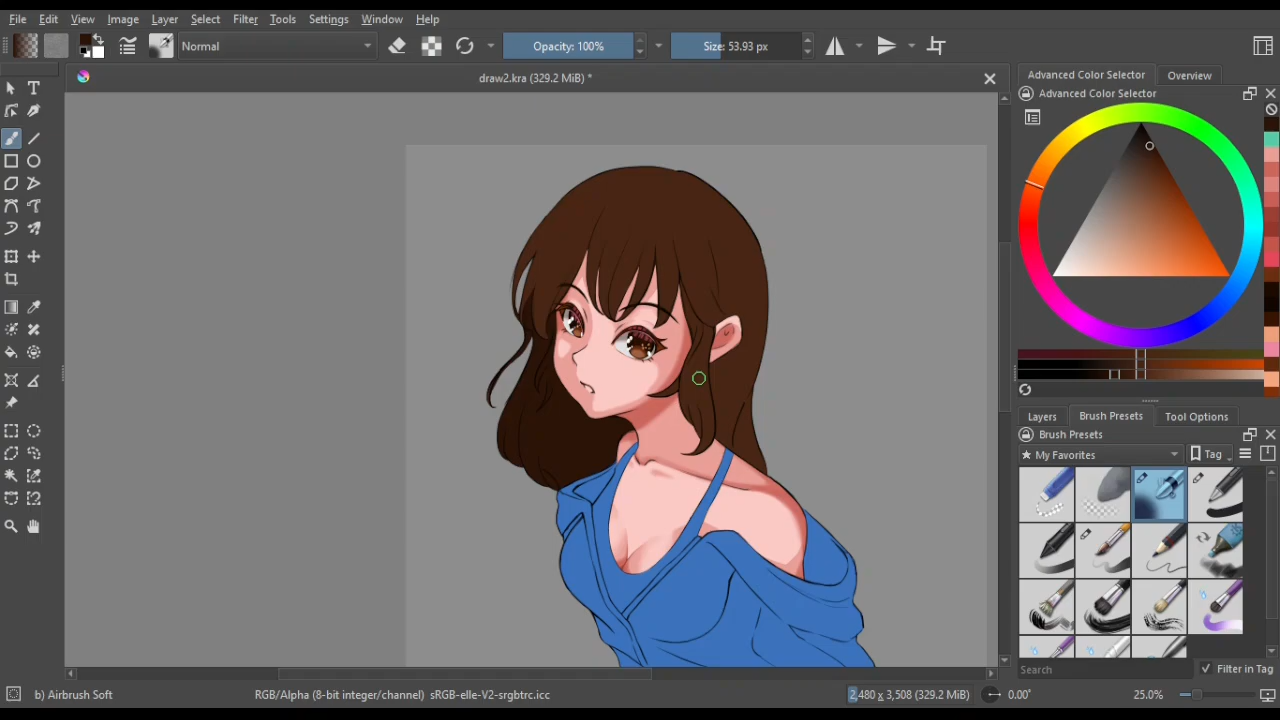 File Edit View Image Layer Select Filter Tools Settings Window Help
Normal Opacity: 100% Size: 53.93 px
draw2.kra (329.2 MiB) *
Advanced Color Selector Overview
Advanced Color Selector
Layers Brush Presets Tool Options
Brush Presets
My Favorites Tag
Search Filter in Tag
b) Airbrush Soft RGB/Alpha (8-bit integer/channel) sRGB-elle-V2-srgbtrc.icc 2,480 x 3,508 (329.2 MiB) 0.00° 25.0%